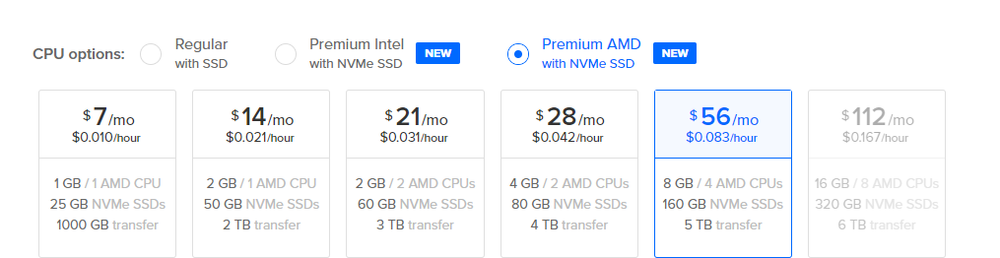 CPU options:
Regular
with SSD
Premium Intel
with NVMe SSD
NEW
Premium AMD
with NVMe SSD
NEW
$7/mo
$0.010/hour
1 GB / 1 AMD CPU
25 GB NVMe SSDs
1000 GB transfer
$14/mo
$0.021/hour
2 GB / 1 AMD CPU
50 GB NVMe SSDs
2 TB transfer
$21/mo
$0.031/hour
2 GB / 2 AMD CPUs
60 GB NVMe SSDs
3 TB transfer
$28/mo
$0.042/hour
4 GB / 2 AMD CPUs
80 GB NVMe SSDs
4 TB transfer
$56/mo
$0.083/hour
8 GB / 4 AMD CPUs
160 GB NVMe SSDs
5 TB transfer
$112/mo
$0.167/hour
16 GB / 8 AMD CPUs
320 GB NVMe SSDs
6 TB transfer